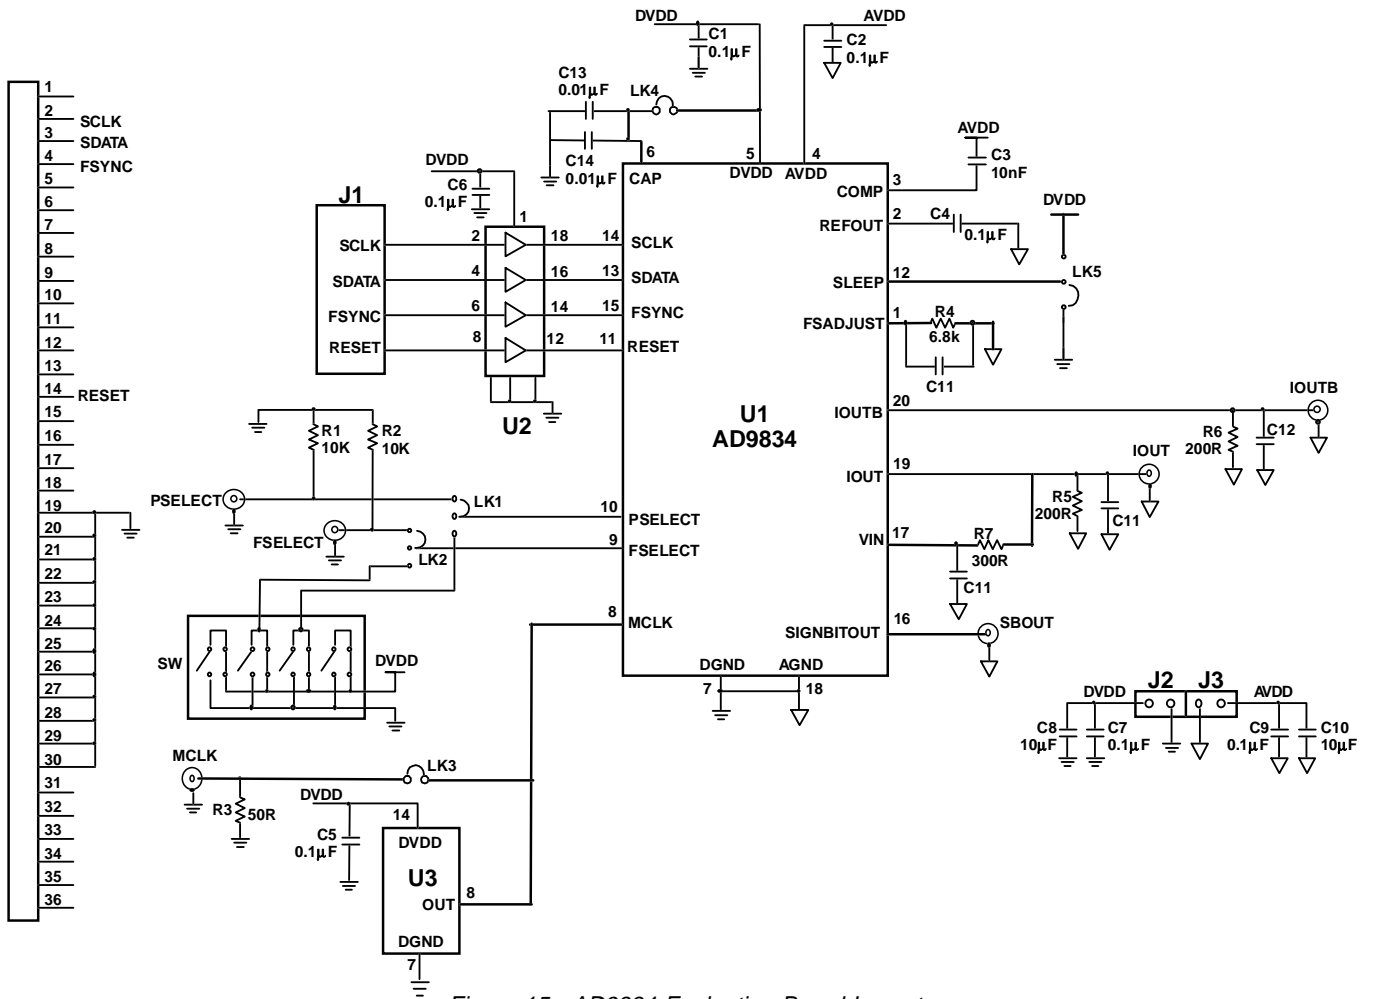 DVDD
AVDD
C1
0.1µF
C2
0.1µF
C13
0.01µF
LK4
C14
0.01µF
6
5
4
CAP
DVDD
AVDD
AVDD
C3
10nF
COMP
3
REFOUT
2
C4
0.1µF
DVDD
LK5
SLEEP
12
FSADJUST
1
R4
6.8k
C11
U1
AD9834
IOUTB
20
IOUTB
R6
200R
C12
IOUT
19
IOUT
R5
200R
C11
VIN
17
R7
300R
C11
SIGNBITOUT
16
SBOUT
DGND
AGND
7
18
1
2
SCLK
3
SDATA
4
FSYNC
5
6
7
8
9
10
11
12
13
14
RESET
15
16
17
18
19
20
21
22
23
24
25
26
27
28
29
30
31
32
33
34
35
36
DVDD
C6
0.1µF
1
J1
SCLK
2
18
14
SCLK
SDATA
4
16
13
SDATA
FSYNC
6
14
15
FSYNC
RESET
8
12
11
RESET
U2
R1
10K
R2
10K
PSELECT
LK1
10
PSELECT
FSELECT
LK2
9
FSELECT
8
MCLK
SW
DVDD
MCLK
LK3
R3
50R
DVDD
14
C5
0.1µF
DVDD
U3
OUT
8
DGND
7
DVDD
J2
J3
AVDD
C8
10µF
C7
0.1µF
C9
0.1µF
C10
10µF